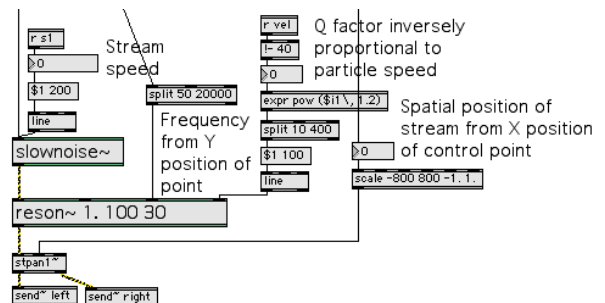 r s1
0
$1 200
line
slownoise~
Stream
speed
split 50 20000
Frequency
from Y
position of
point
r vel
!- 40
0
expr pow ($i1\, 1.2)
split 10 400
$1 100
line
Q factor inversely
proportional to
particle speed
Spatial position of
stream from X position
of control point
0
scale -800 800 -1. 1.
reson~ 1. 100 30
stpan1~
send~ left
send~ right